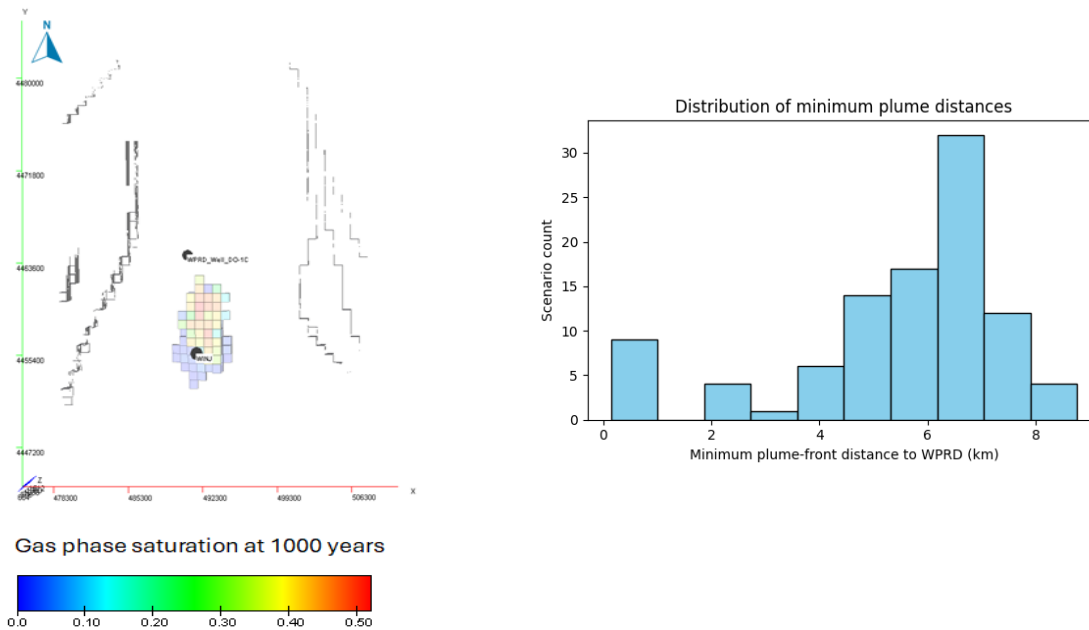 Y
N
4480000
4471800
WPRD_Well_DO-1C
4463600
4455400
WINJ
4447200
Z
X
478300 485300 492300 499300 506300
Gas phase saturation at 1000 years
0.0 0.10 0.20 0.30 0.40 0.50
Distribution of minimum plume distances
Scenario count
30
25
20
15
10
5
0
0 2 4 6 8
Minimum plume-front distance to WPRD (km)